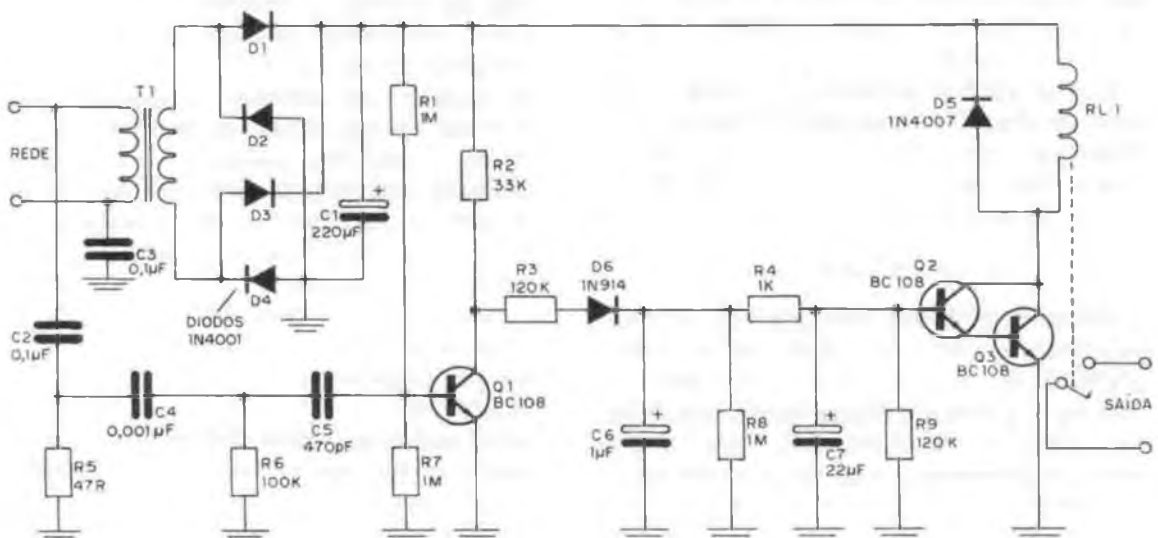 D1
T1
REDE
D2
D3
D4
DIODOS
1N4001
C3
0,1µF
C1
220µF
+
R1
1M
R2
33K
D5
1N4007
RL1
C2
0,1µF
C4
0,001µF
C5
470pF
R5
47R
R6
100K
R7
1M
Q1
BC108
R3
120K
D6
1N914
R4
1K
Q2
BC108
Q3
BC108
SAÍDA
+
C6
1µF
R8
1M
+
C7
22µF
R9
120K